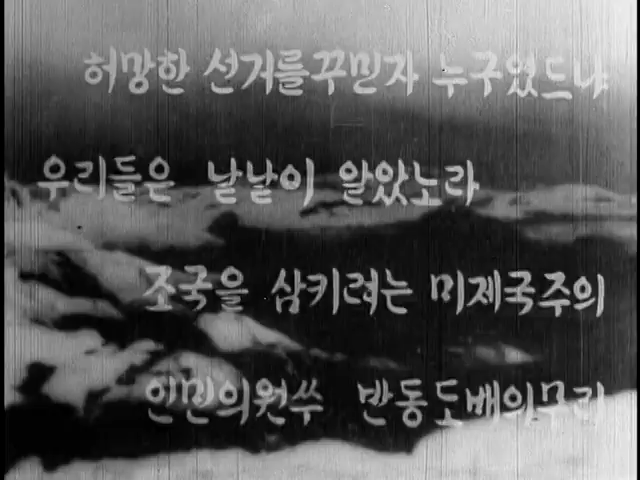 허망한 선거를 꾸민자 누구였드냐
우리들은 낱낱이 알았노라
조국을 삼키려는 미제국주의
인민의원쑤 반동도배의무리